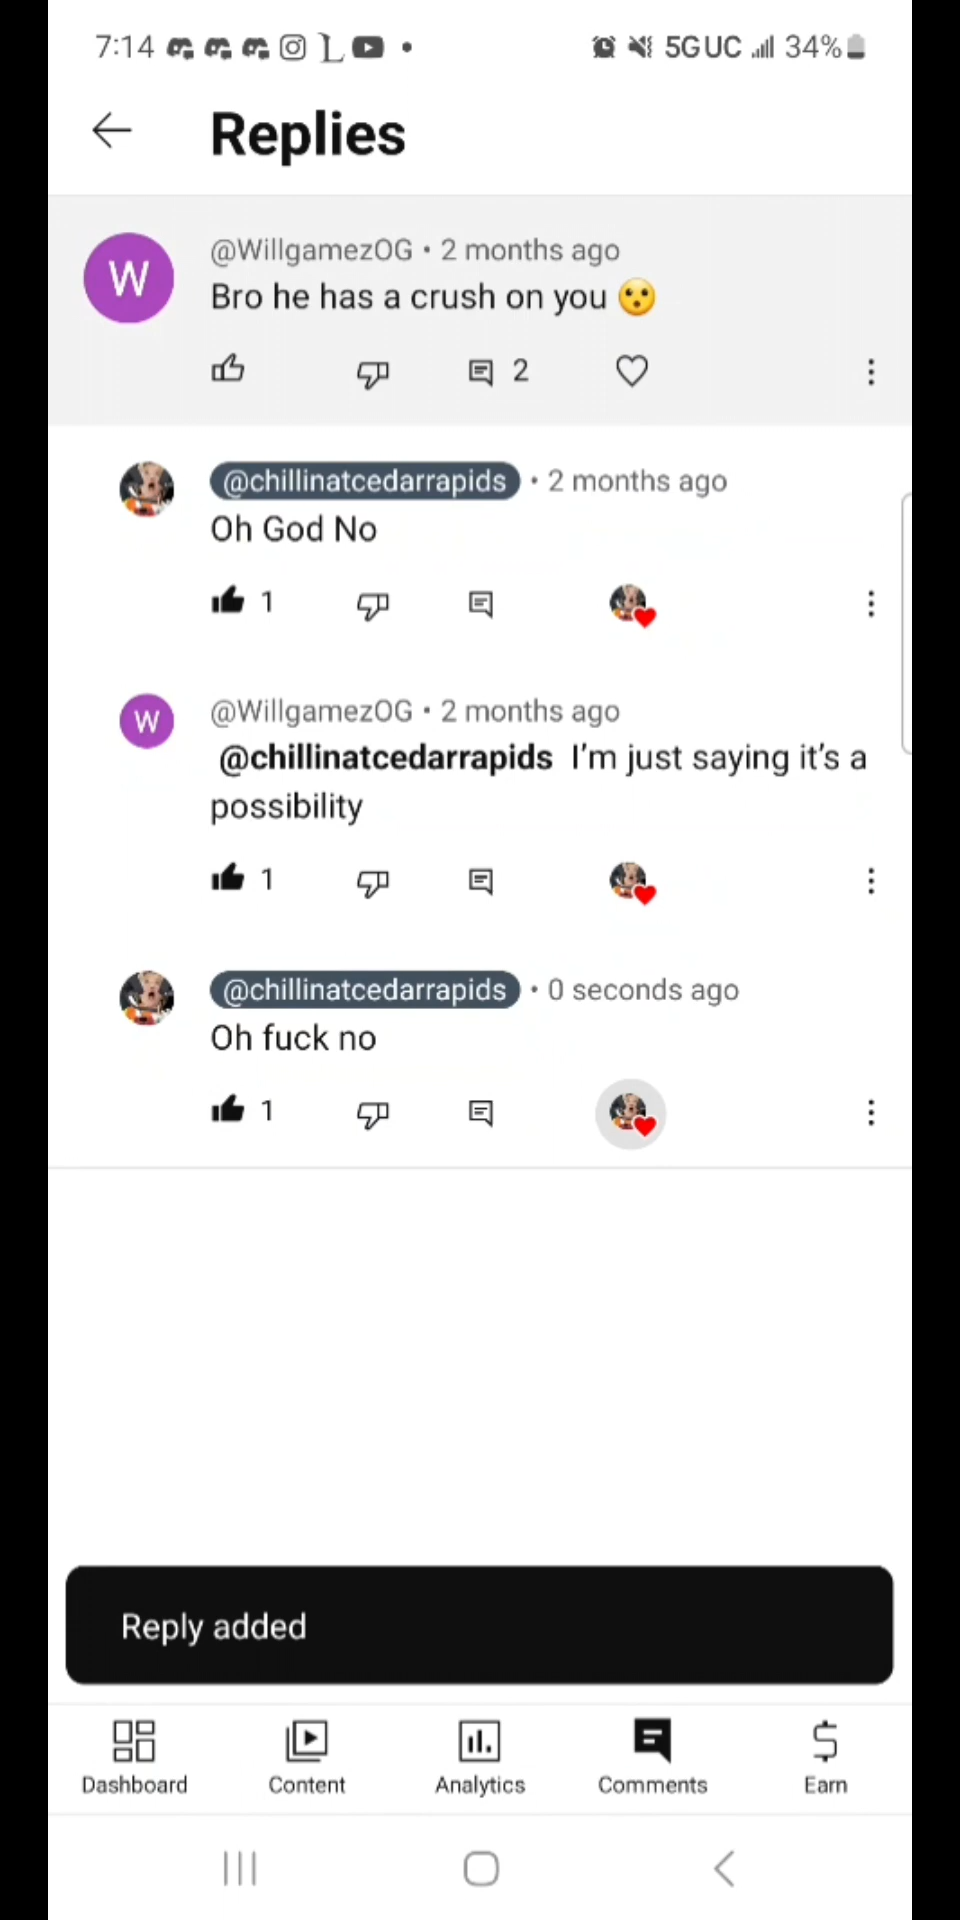 7:14 5G UC 34%
Replies
W
@WillgamezOG • 2 months ago
Bro he has a crush on you 😮
2
@chillinatcedarrapids • 2 months ago
Oh God No
1
W
@WillgamezOG • 2 months ago
@chillinatcedarrapids I'm just saying it's a
possibility
1
@chillinatcedarrapids • 0 seconds ago
Oh fuck no
1
Reply added
Dashboard Content Analytics Comments Earn